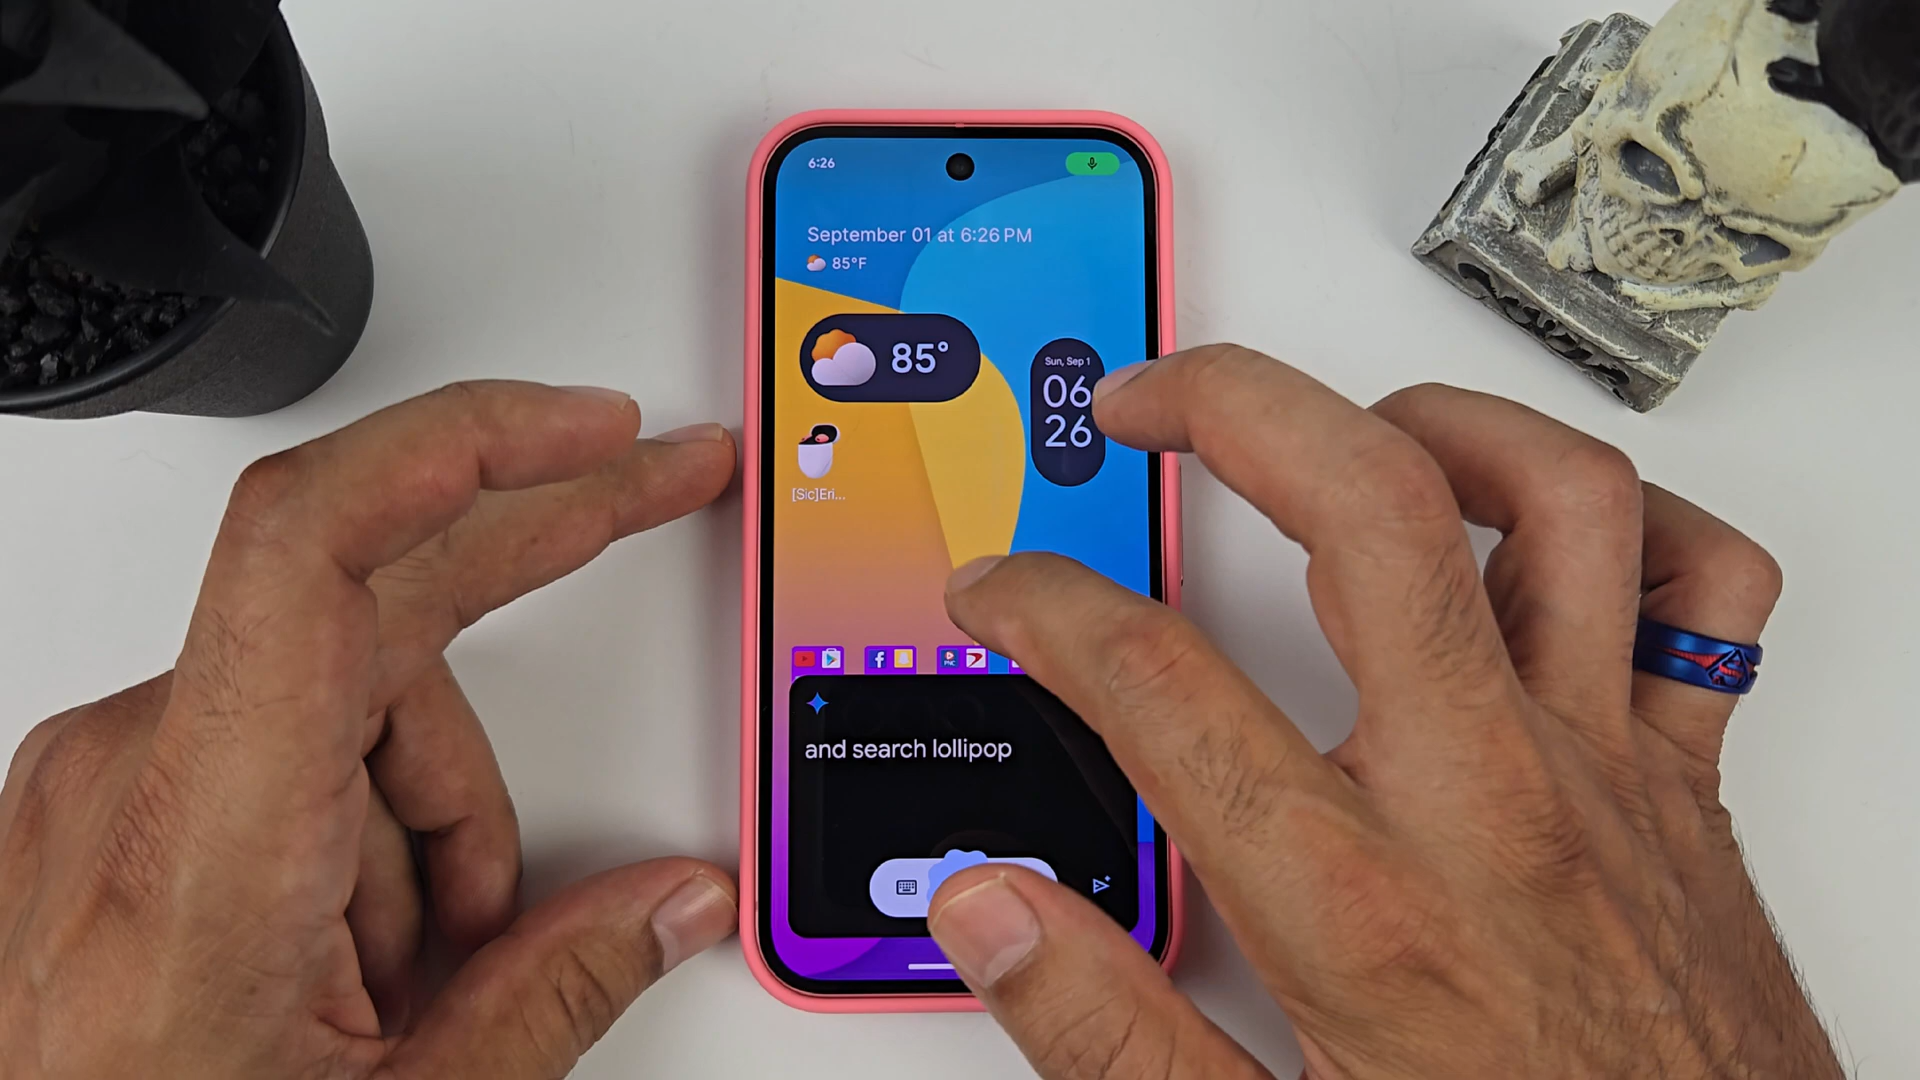 6:26
September 01 at 6:26 PM
85°F
85°
Sun, Sep 1
06
26
[Sic]Eri...
PNC
and search lollipop